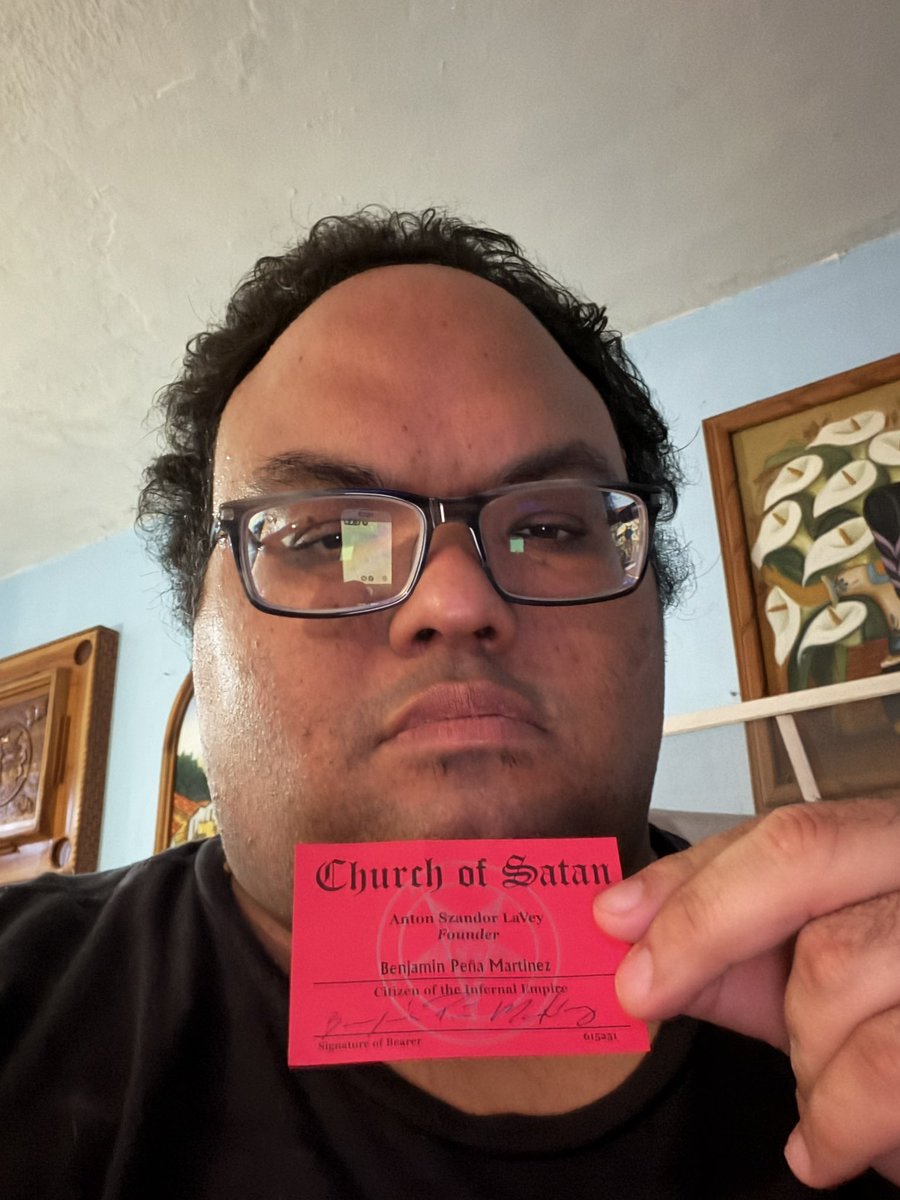 Church of Satan
Anton Szandor LaVey
Founder
Benjamin Peña Martinez
Citizen of the Infernal Empire
Signature of Bearer
615251